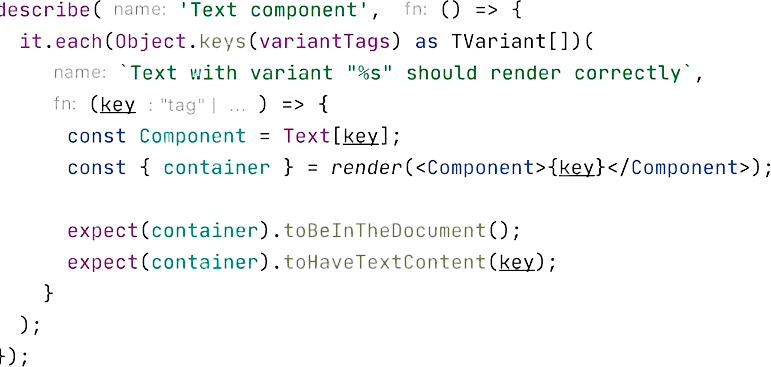 describe( name: 'Text component', fn: () => {
it.each(Object.keys(variantTags) as TVariant[])(
name: `Text with variant "%s" should render correctly`,
fn: (key : "tag" | ... ) => {
const Component = Text[key];
const { container } = render(<Component>{key}</Component>);
expect(container).toBeInTheDocument();
expect(container).toHaveTextContent(key);
}
);
});